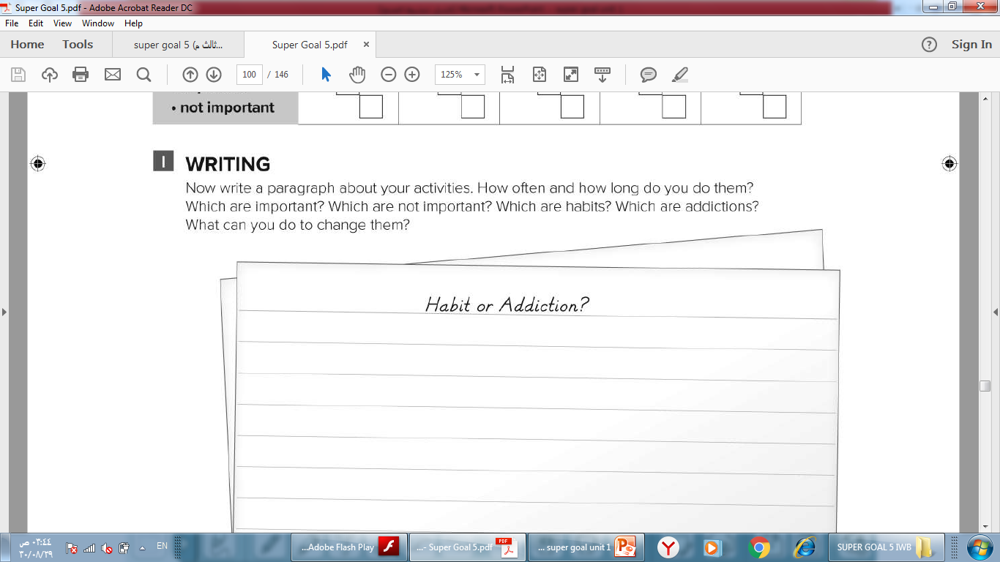 Super Goal 5.pdf - Adobe Acrobat Reader DC
File Edit View Window Help
Home Tools super goal 5 (ثالث م... Super Goal 5.pdf × Sign In
100 / 146 125%
• not important
I WRITING
Now write a paragraph about your activities. How often and how long do you do them?
Which are important? Which are not important? Which are habits? Which are addictions?
What can you do to change them?
Habit or Addiction?
٠٣:٤٤ ص
٣٠/٠٨/٢٩
EN ...Adobe Flash Play ...- Super Goal 5.pdf PDF ... super goal unit 1 SUPER GOAL 5 IWB